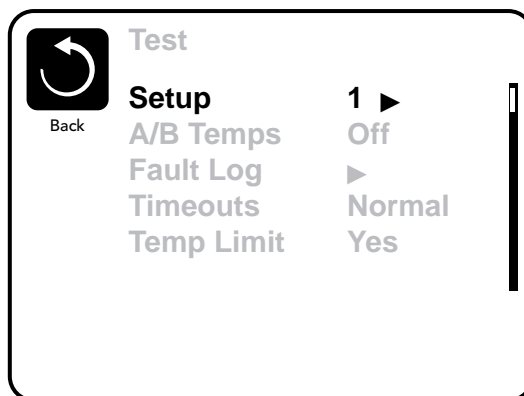 Test
Setup 1 ▶
Back
A/B Temps Off
Fault Log ▶
Timeouts Normal
Temp Limit Yes